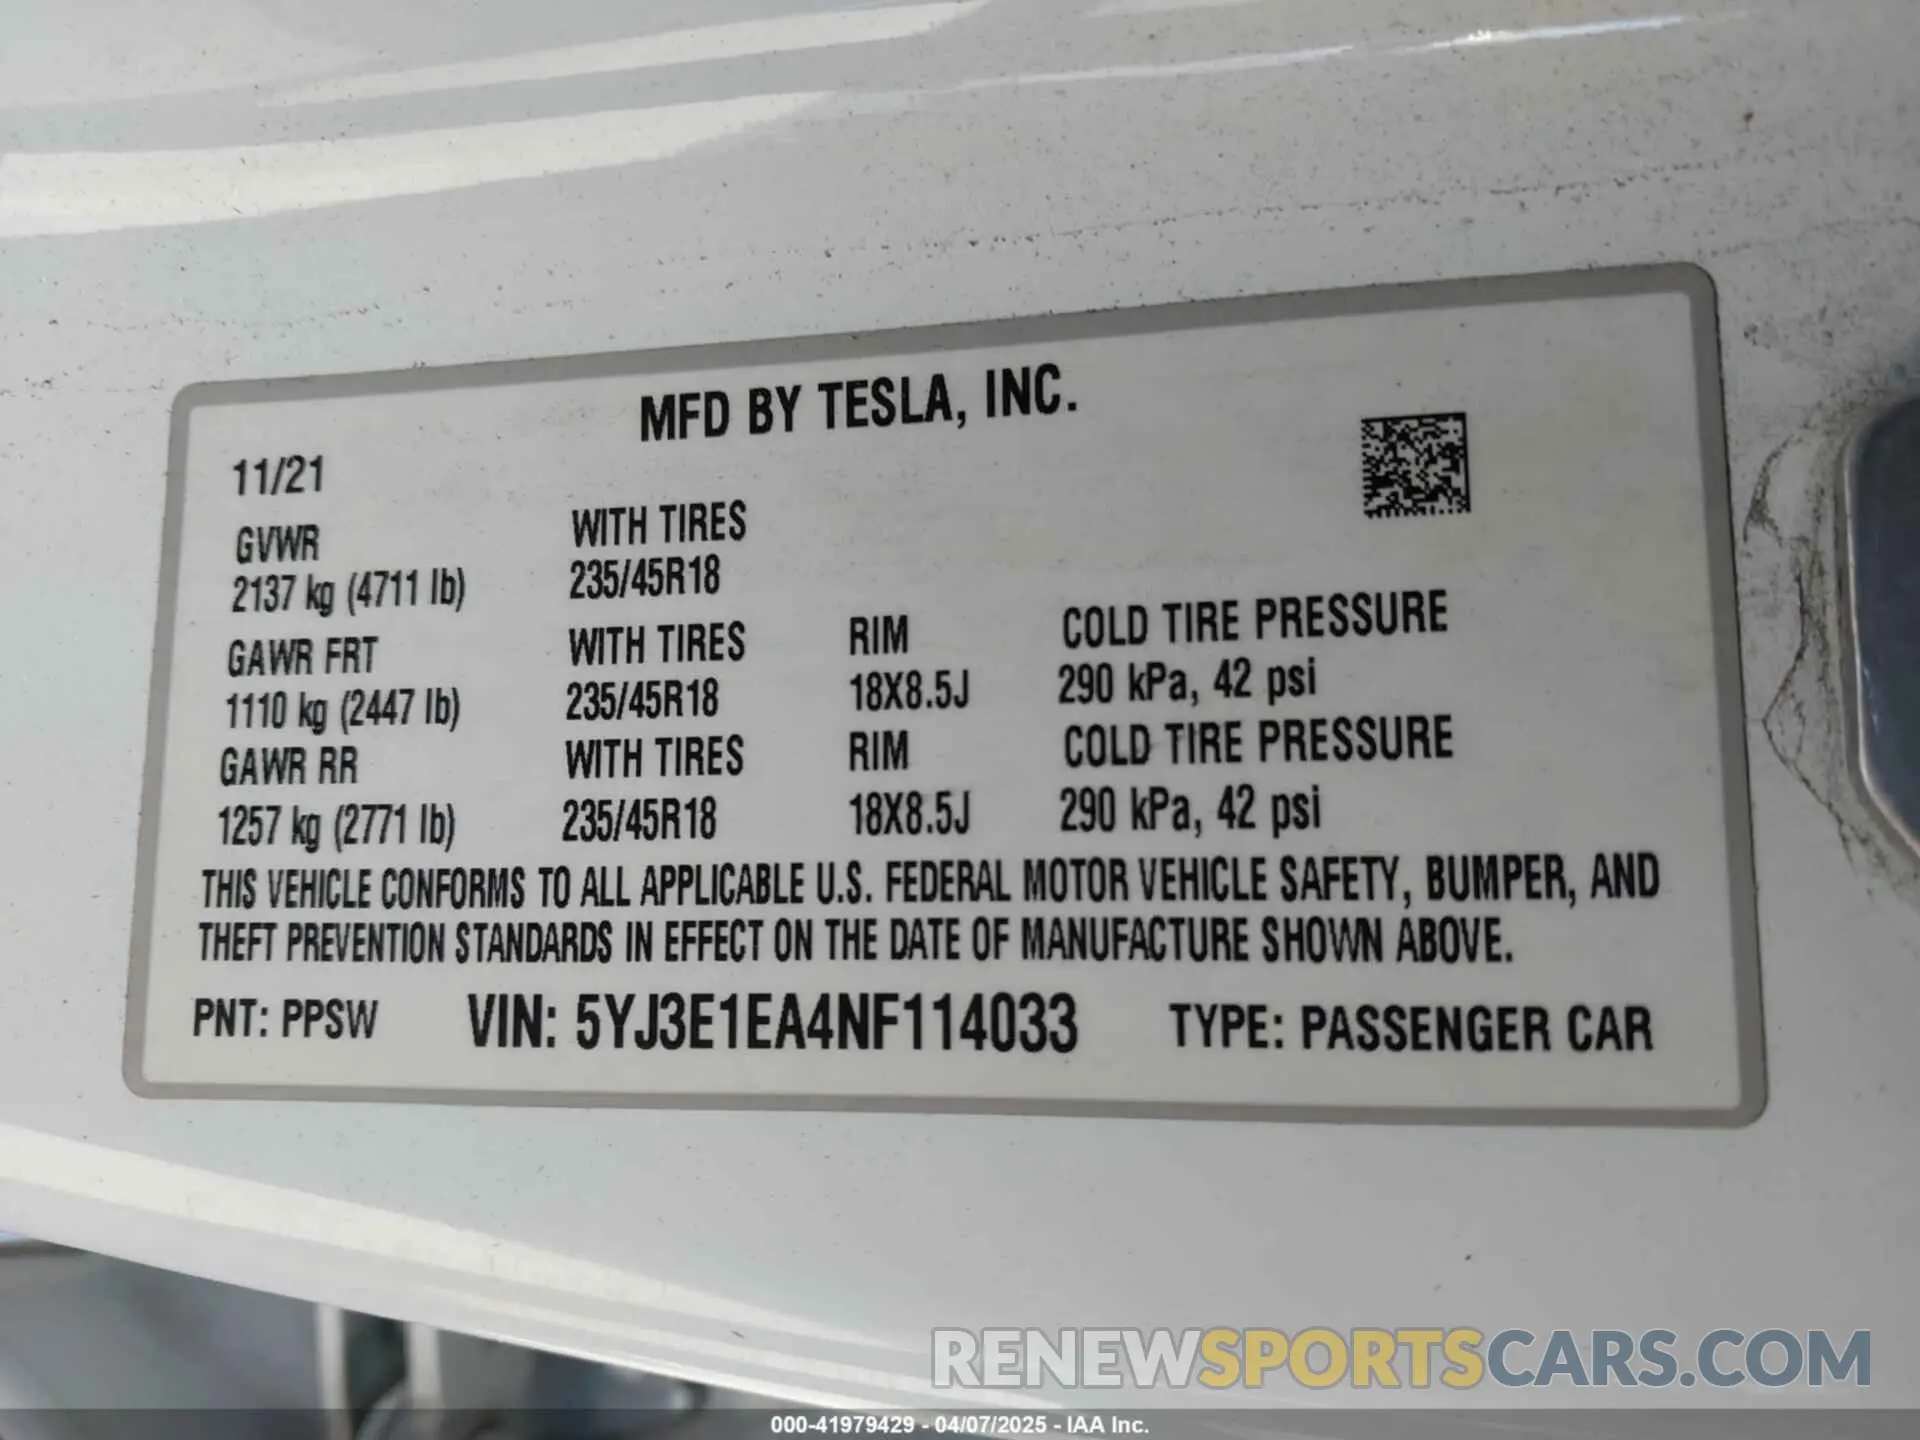 MFD BY TESLA, INC.
11/21
GVWR WITH TIRES
2137 kg (4711 lb) 235/45R18
GAWR FRT WITH TIRES RIM COLD TIRE PRESSURE
1110 kg (2447 lb) 235/45R18 18X8.5J 290 kPa, 42 psi
GAWR RR WITH TIRES RIM COLD TIRE PRESSURE
1257 kg (2771 lb) 235/45R18 18X8.5J 290 kPa, 42 psi
THIS VEHICLE CONFORMS TO ALL APPLICABLE U.S. FEDERAL MOTOR VEHICLE SAFETY, BUMPER, AND
THEFT PREVENTION STANDARDS IN EFFECT ON THE DATE OF MANUFACTURE SHOWN ABOVE.
PNT: PPSW VIN: 5YJ3E1EA4NF114033 TYPE: PASSENGER CAR
RENEWSPORTSCARS.COM
000-41979429 - 04/07/2025 - IAA Inc.